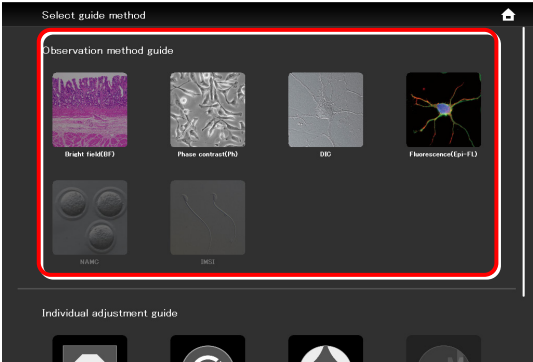 Select guide method
Observation method guide
Bright field(BF)
Phase contrast(Ph)
DIC
Fluorescence(Epi-FL)
NAMC
IMSI
Individual adjustment guide